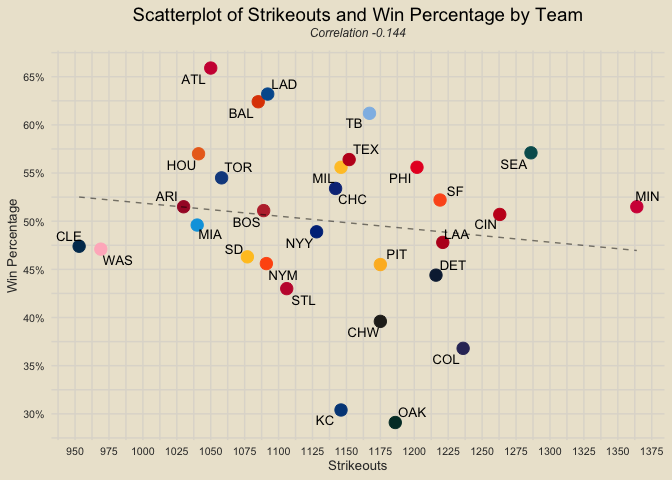 Scatterplot of Strikeouts and Win Percentage by Team
Correlation -0.144
65%
60%
55%
50%
45%
40%
35%
30%
Win Percentage
ATL
LAD
BAL
TB
TEX
HOU
TOR
MIL
PHI
SEA
CHC
SF
MIN
ARI
BOS
CIN
MIA
NYY
LAA
CLE
WAS
SD
NYM
PIT
DET
STL
CHW
COL
KC
OAK
950 975 1000 1025 1050 1075 1100 1125 1150 1175 1200 1225 1250 1275 1300 1325 1350 1375
Strikeouts